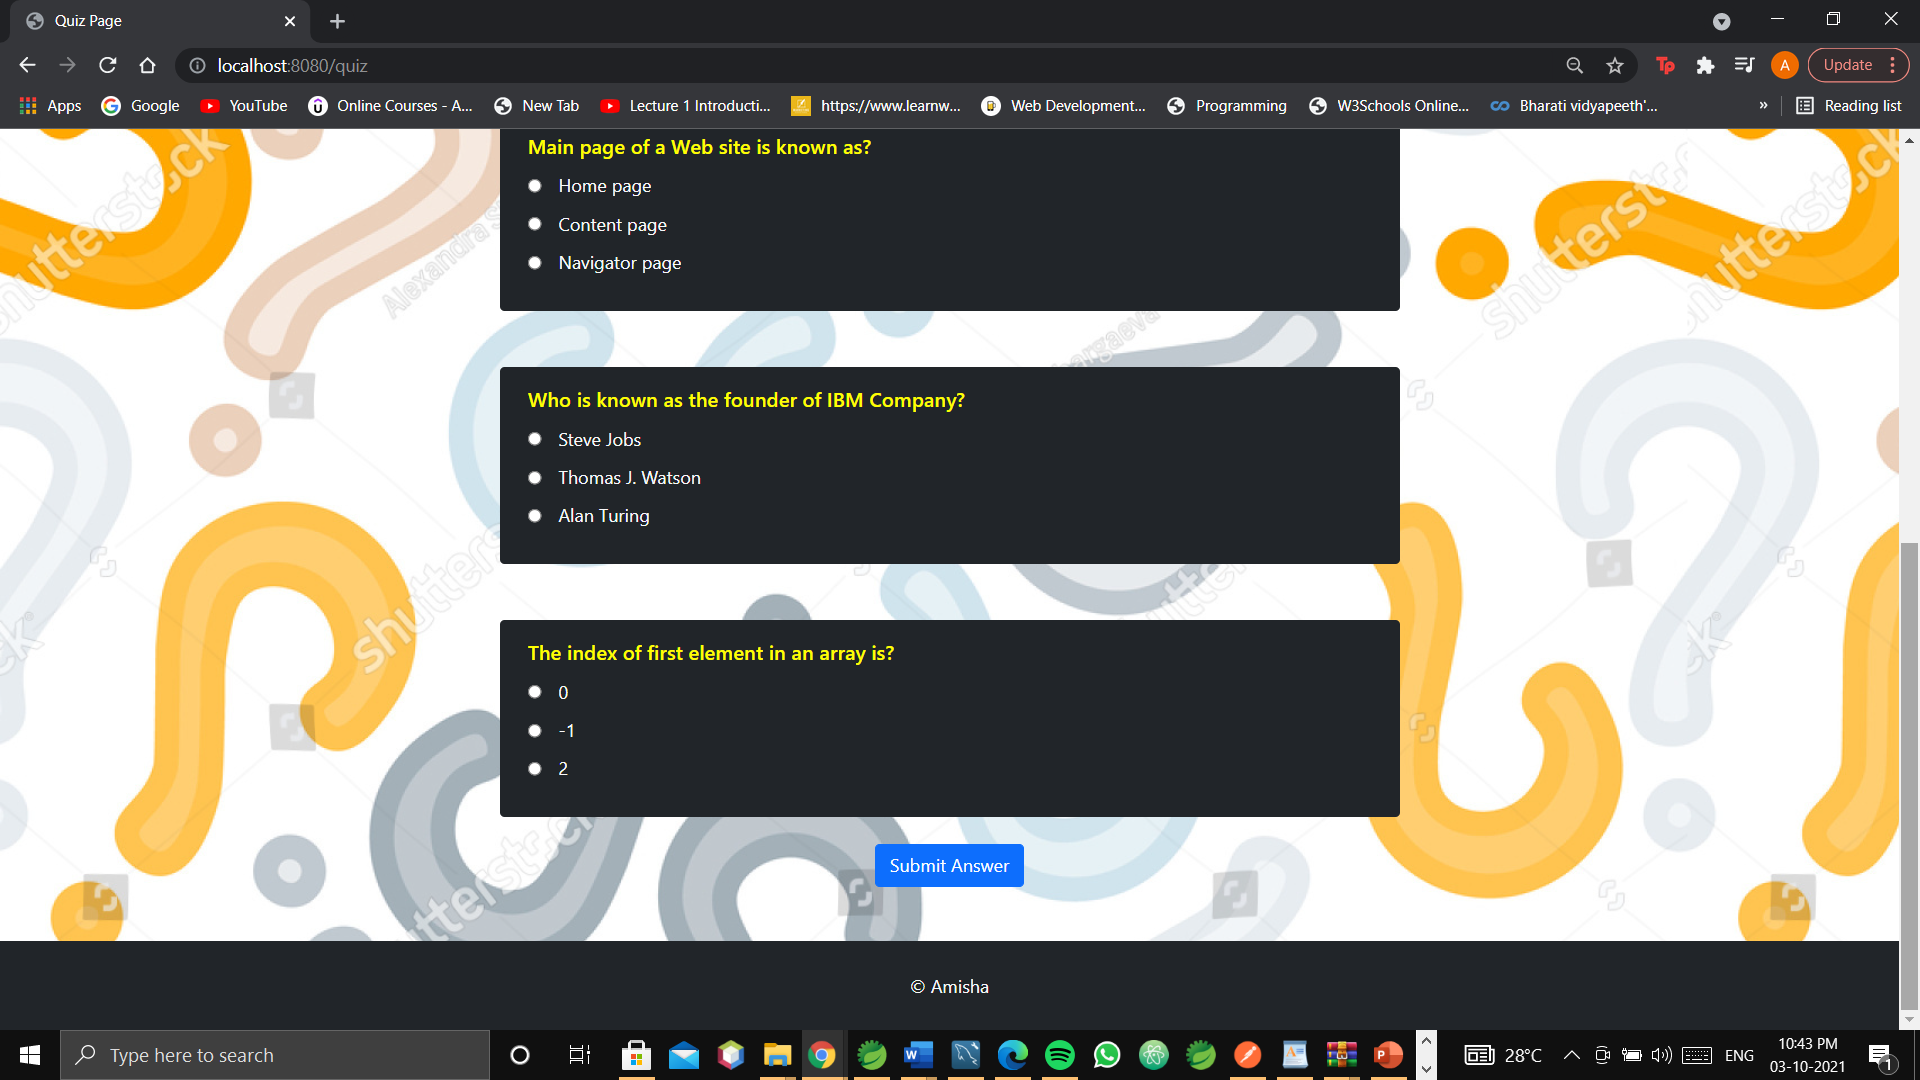 Quiz Page
localhost:8080/quiz
Update
Apps
Google
YouTube
Online Courses - A...
New Tab
Lecture 1 Introducti...
https://www.learnw...
Web Development...
Programming
W3Schools Online...
Bharati vidyapeeth'...
»
Reading list
Main page of a Web site is known as?
Home page
Content page
Navigator page
Who is known as the founder of IBM Company?
Steve Jobs
Thomas J. Watson
Alan Turing
The index of first element in an array is?
0
-1
2
Submit Answer
© Amisha
shutterstock
Alexandra
Type here to search
28°C
ENG
10:43 PM
03-10-2021
1